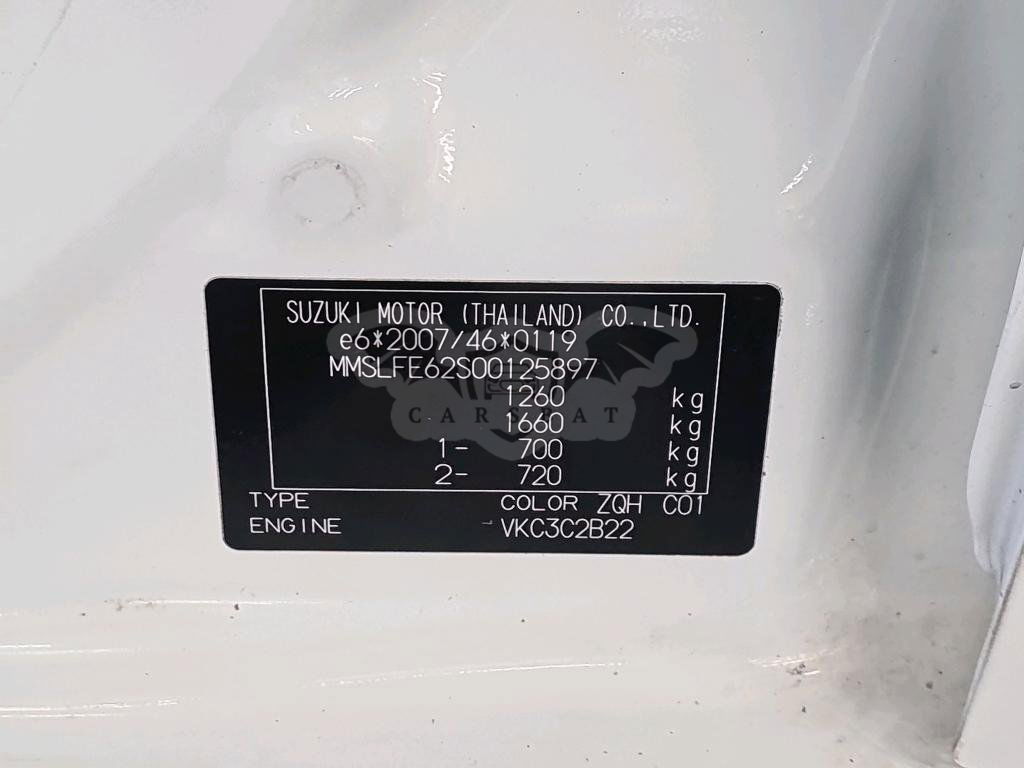 SUZUKI MOTOR (THAILAND) CO.,LTD.
e6*2007/46*0119
MMSLFE62S00125897
1260 kg
CARSBAT
1660 kg
1- 700 kg
2- 720 kg
TYPE COLOR ZQH C01
ENGINE - VKC3C2B22